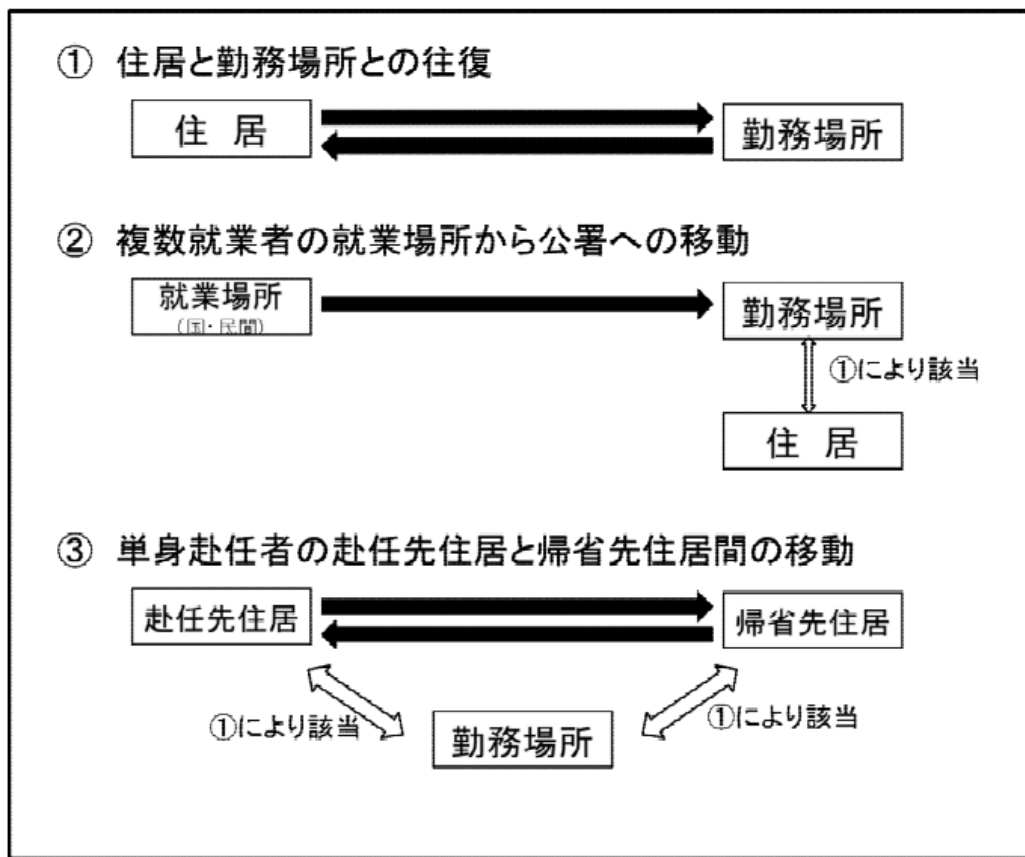 ① 住居と勤務場所との往復
住 居
勤務場所
② 複数就業者の就業場所から公署への移動
就業場所
(国・民間)
勤務場所
①により該当
住 居
③ 単身赴任者の赴任先住居と帰省先住居間の移動
赴任先住居
帰省先住居
①により該当
①により該当
勤務場所